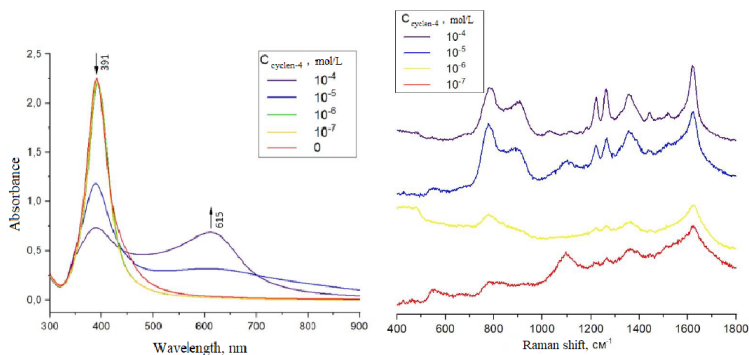 391
C cyclen-4 , mol/L
10⁻⁴
10⁻⁵
10⁻⁶
10⁻⁷
0
615
Absorbance
2,5
2,0
1,5
1,0
0,5
0,0
300 400 500 600 700 800 900
Wavelength, nm
C cyclen-4 , mol/L
10⁻⁴
10⁻⁵
10⁻⁶
10⁻⁷
400 600 800 1000 1200 1400 1600 1800
Raman shift, см⁻¹